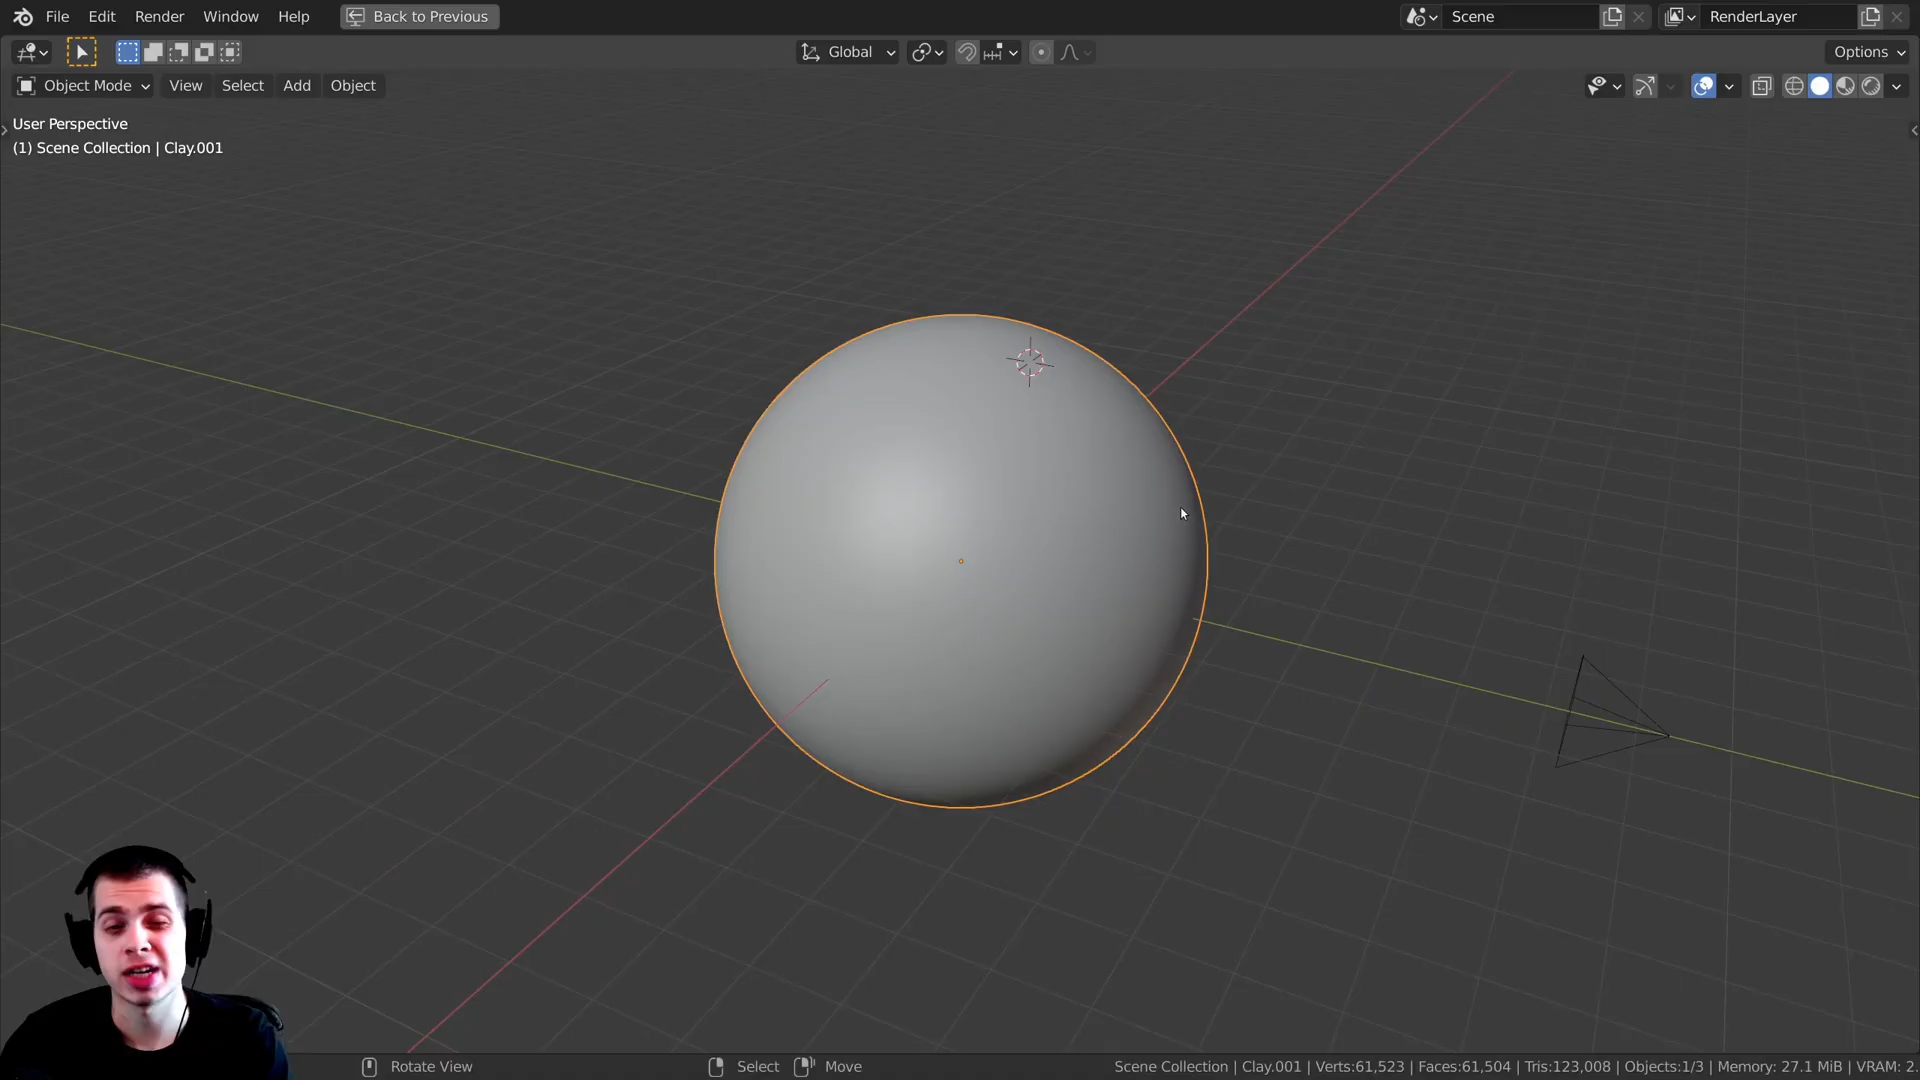 File Edit Render Window Help Back to Previous Scene RenderLayer
Global Options
Object Mode View Select Add Object
User Perspective
(1) Scene Collection | Clay.001
Rotate View Select Move Scene Collection | Clay.001 | Verts:61,523 | Faces:61,504 | Tris:123,008 | Objects:1/3 | Memory: 27.1 MiB | VRAM: 2.